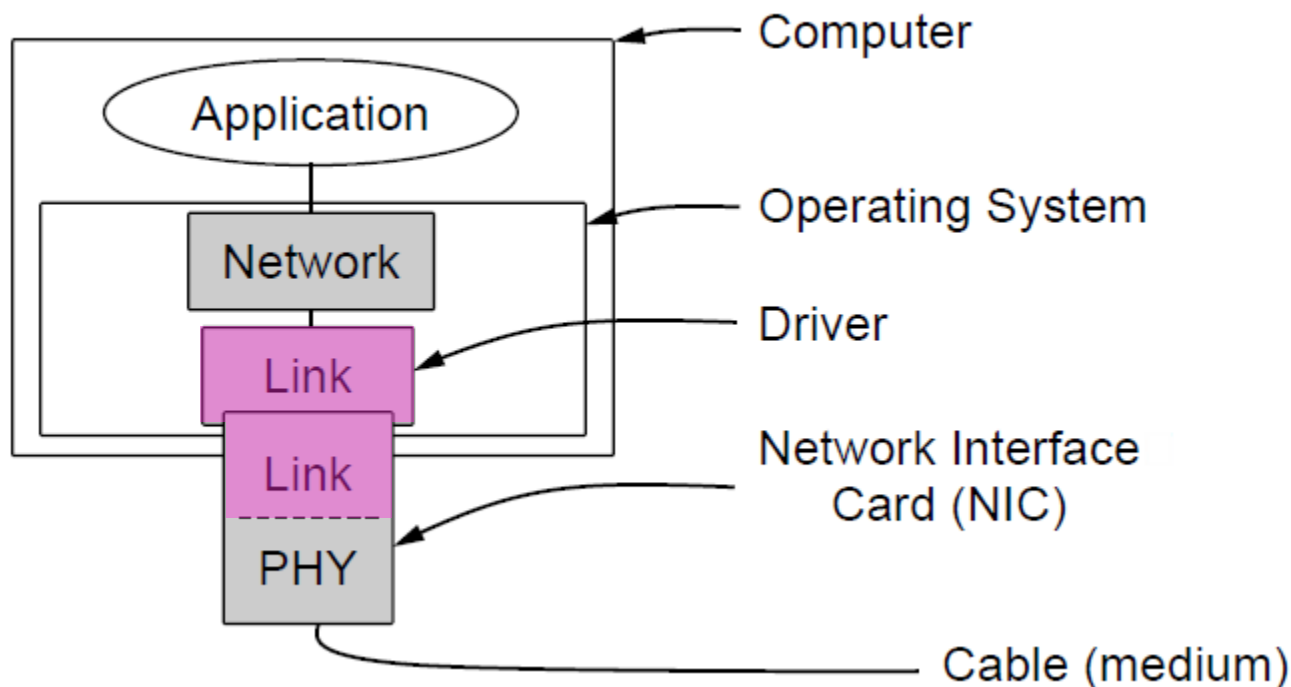 Computer
Application
Operating System
Network
Driver
Link
Network Interface
Card (NIC)
Link
PHY
Cable (medium)